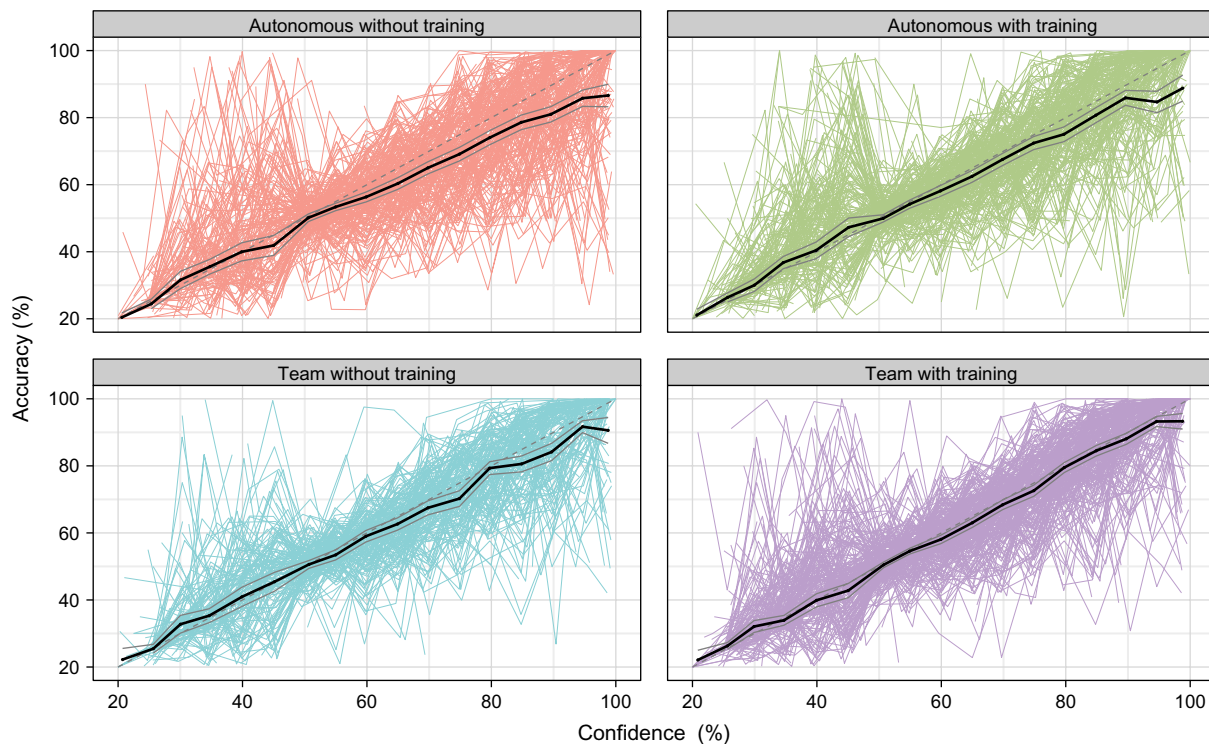 Autonomous without training
Autonomous with training
100
80
60
40
20
Team without training
Team with training
100
80
60
40
20
Accuracy (%)
20 40 60 80 100 20 40 60 80 100
Confidence (%)